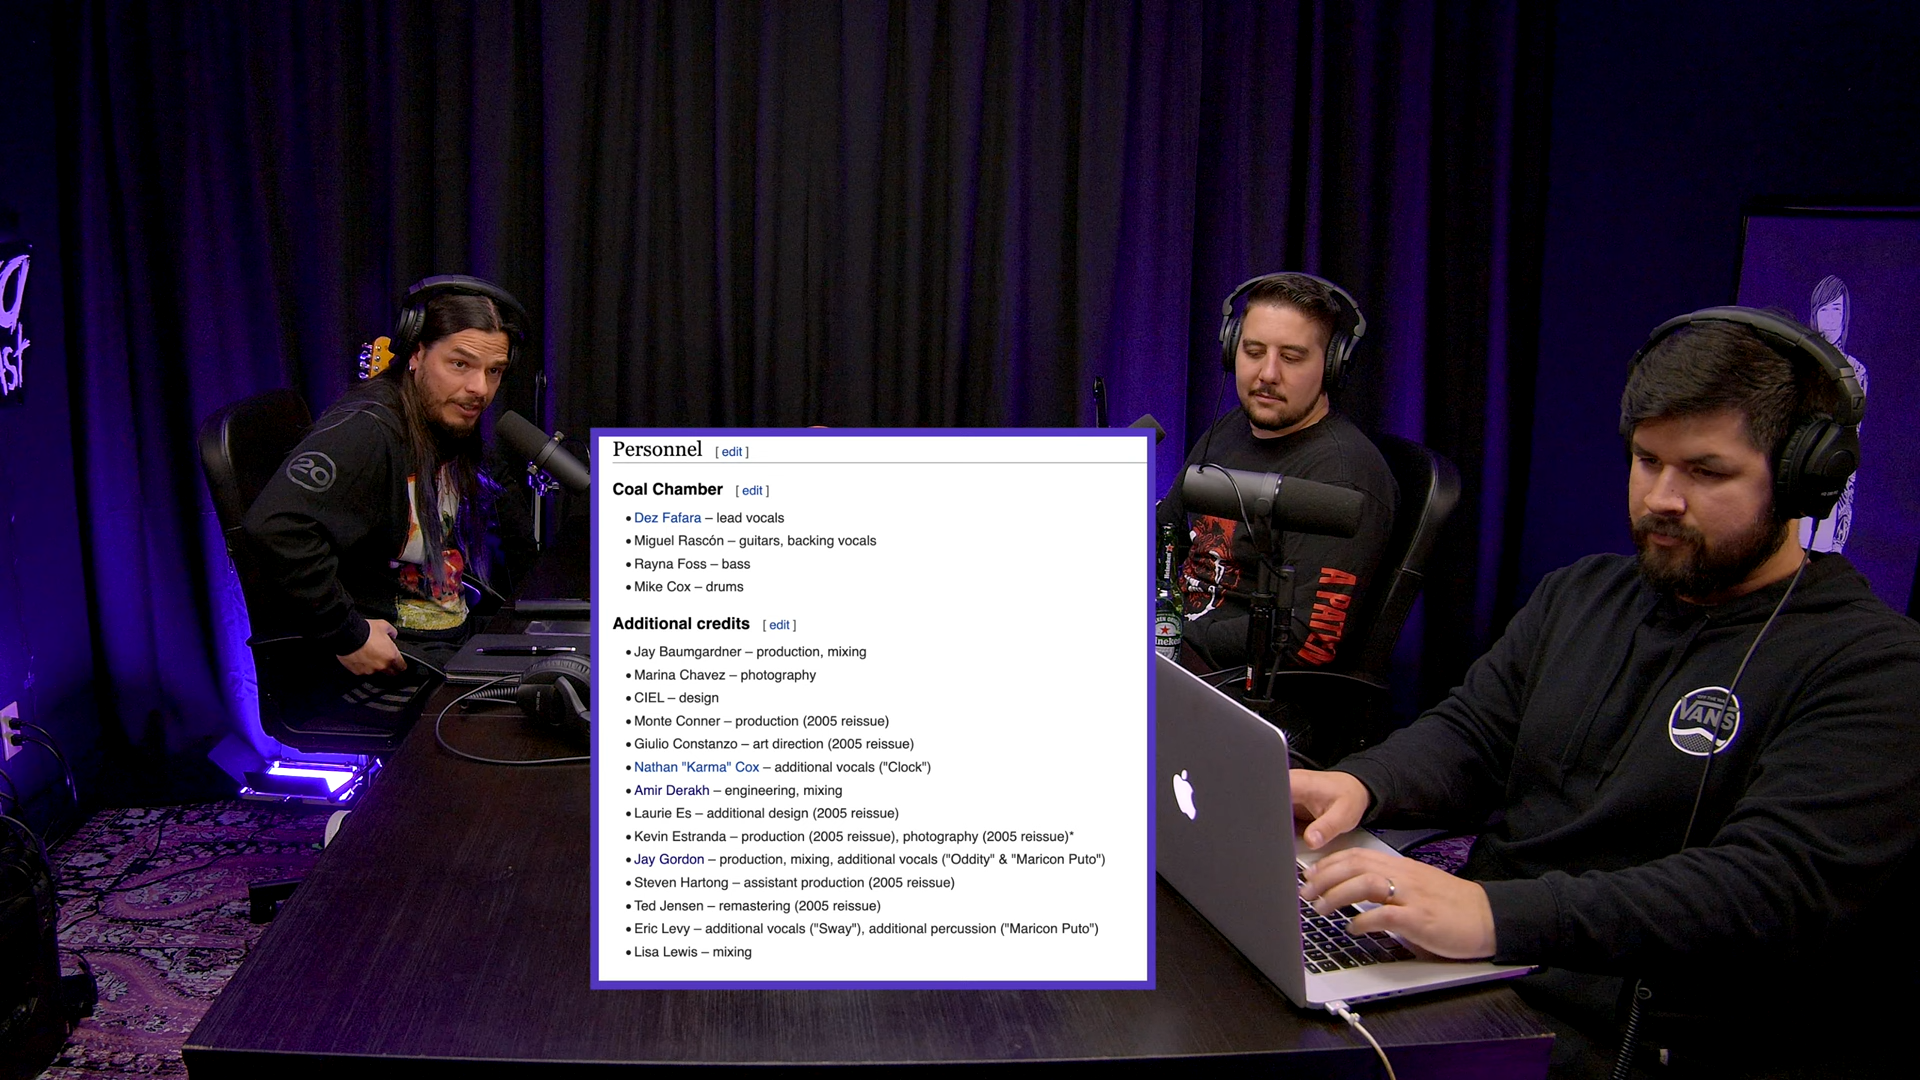 Personnel [ edit ]
Coal Chamber [ edit ]
• Dez Fafara – lead vocals
• Miguel Rascón – guitars, backing vocals
• Rayna Foss – bass
• Mike Cox – drums
Additional credits [ edit ]
• Jay Baumgardner – production, mixing
• Marina Chavez – photography
• CIEL – design
• Monte Conner – production (2005 reissue)
• Giulio Constanzo – art direction (2005 reissue)
• Nathan "Karma" Cox – additional vocals ("Clock")
• Amir Derakh – engineering, mixing
• Laurie Es – additional design (2005 reissue)
• Kevin Estranda – production (2005 reissue), photography (2005 reissue)*
• Jay Gordon – production, mixing, additional vocals ("Oddity" & "Maricon Puto")
• Steven Hartong – assistant production (2005 reissue)
• Ted Jensen – remastering (2005 reissue)
• Eric Levy – additional vocals ("Sway"), additional percussion ("Maricon Puto")
• Lisa Lewis – mixing
20
VANS